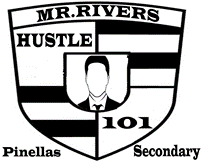 MR.RIVERS
HUSTLE
101
Pinellas Secondary